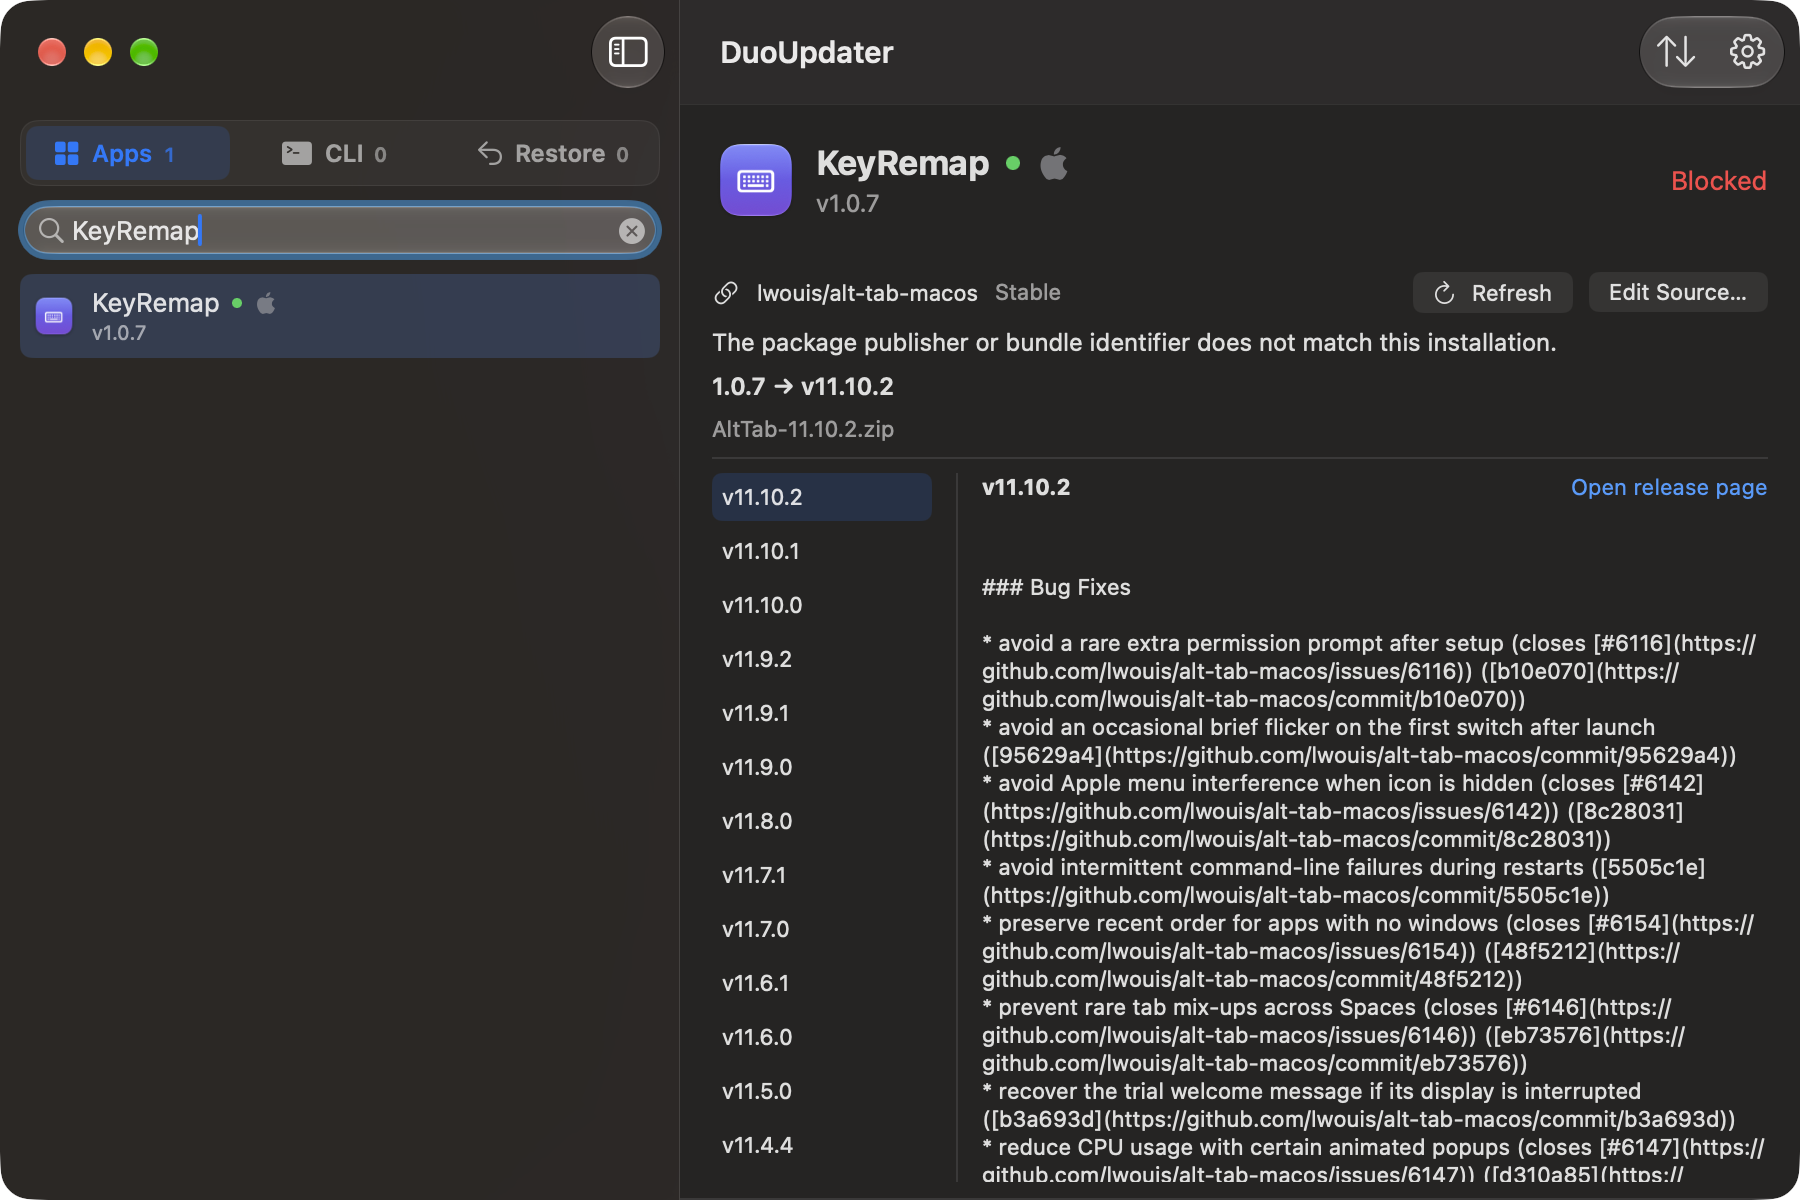 DuoUpdater
Apps 1
CLI 0
Restore 0
KeyRemap
KeyRemap
v1.0.7
KeyRemap
v1.0.7
Blocked
lwouis/alt-tab-macos Stable
Refresh
Edit Source...
The package publisher or bundle identifier does not match this installation.
1.0.7 → v11.10.2
AltTab-11.10.2.zip
v11.10.2
v11.10.1
v11.10.0
v11.9.2
v11.9.1
v11.9.0
v11.8.0
v11.7.1
v11.7.0
v11.6.1
v11.6.0
v11.5.0
v11.4.4
v11.10.2
Open release page
### Bug Fixes
* avoid a rare extra permission prompt after setup (closes [#6116](https://
github.com/lwouis/alt-tab-macos/issues/6116)) ([b10e070](https://
github.com/lwouis/alt-tab-macos/commit/b10e070))
* avoid an occasional brief flicker on the first switch after launch
([95629a4](https://github.com/lwouis/alt-tab-macos/commit/95629a4))
* avoid Apple menu interference when icon is hidden (closes [#6142]
(https://github.com/lwouis/alt-tab-macos/issues/6142)) ([8c28031]
(https://github.com/lwouis/alt-tab-macos/commit/8c28031))
* avoid intermittent command-line failures during restarts ([5505c1e]
(https://github.com/lwouis/alt-tab-macos/commit/5505c1e))
* preserve recent order for apps with no windows (closes [#6154](https://
github.com/lwouis/alt-tab-macos/issues/6154)) ([48f5212](https://
github.com/lwouis/alt-tab-macos/commit/48f5212))
* prevent rare tab mix-ups across Spaces (closes [#6146](https://
github.com/lwouis/alt-tab-macos/issues/6146)) ([eb73576](https://
github.com/lwouis/alt-tab-macos/commit/eb73576))
* recover the trial welcome message if its display is interrupted
([b3a693d](https://github.com/lwouis/alt-tab-macos/commit/b3a693d))
* reduce CPU usage with certain animated popups (closes [#6147](https://
github.com/lwouis/alt-tab-macos/issues/6147)) ([d310a85](https://